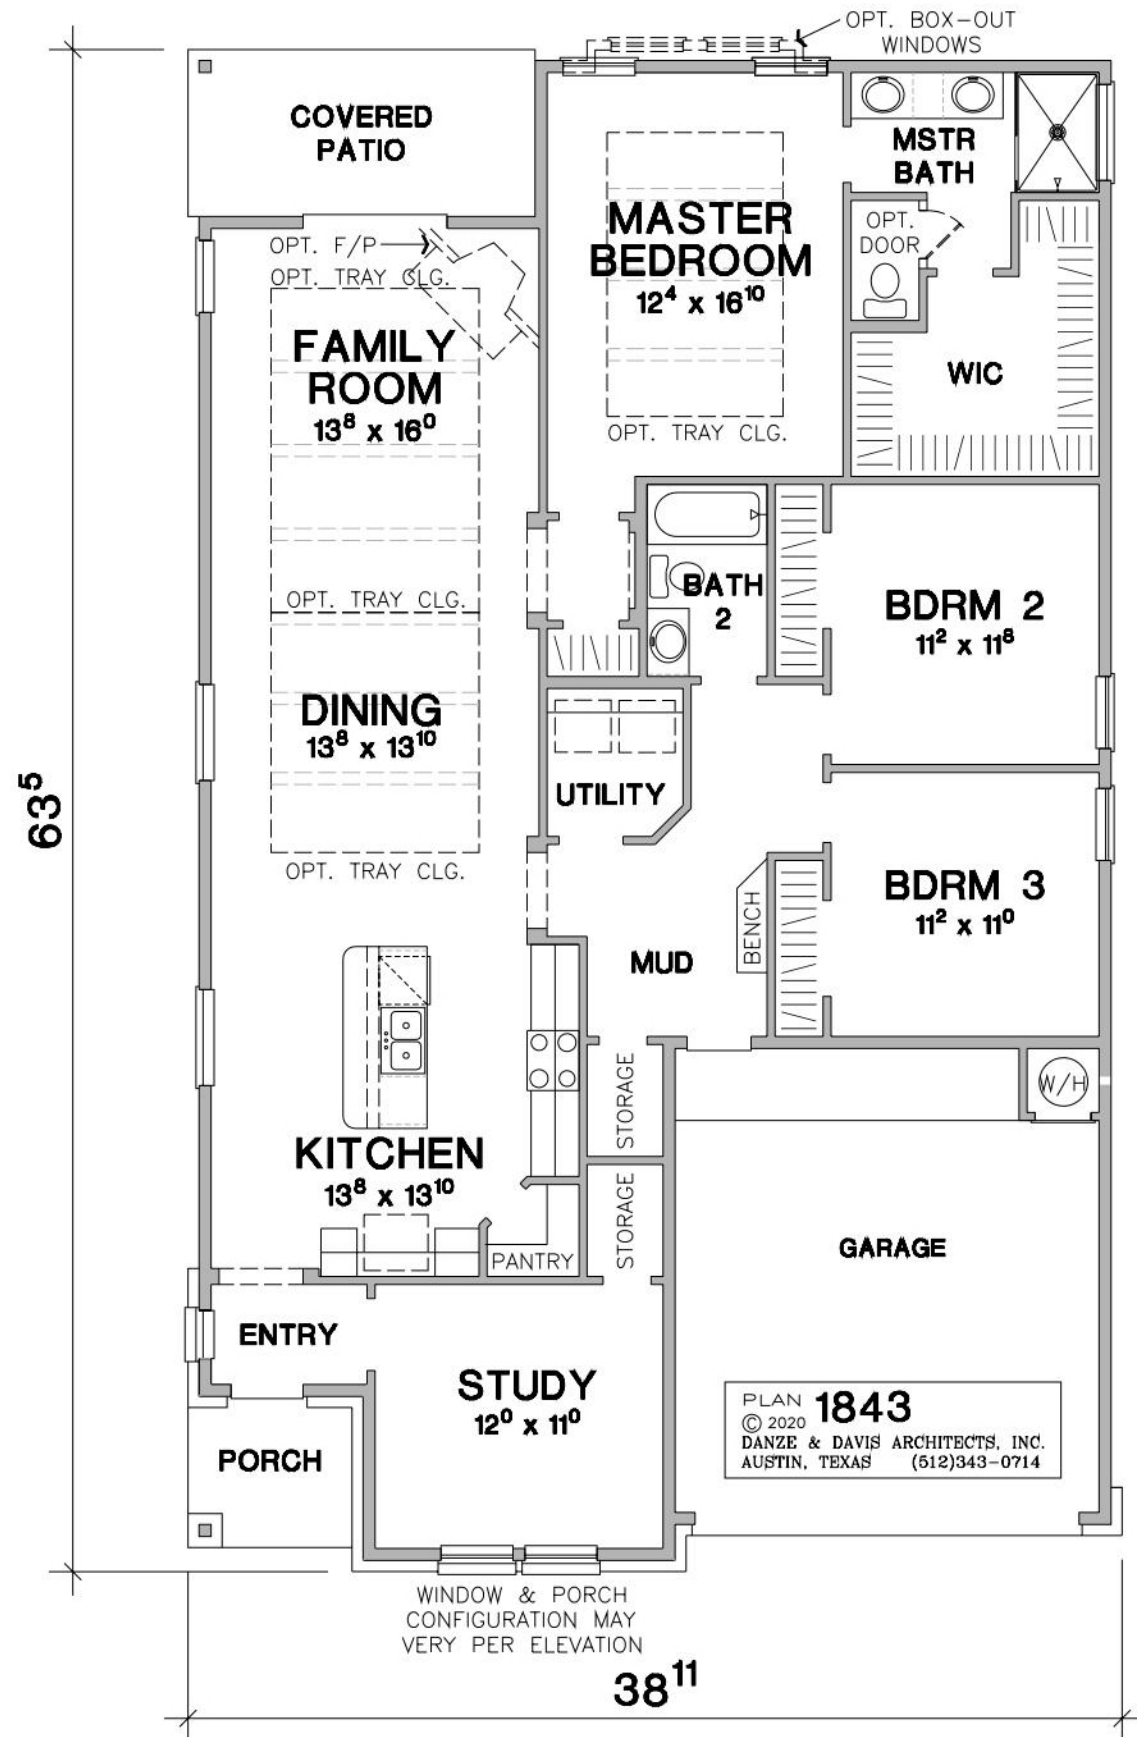 OPT. BOX-OUT
WINDOWS
COVERED
PATIO
MSTR
BATH
OPT.
DOOR
MASTER
BEDROOM
12⁴ x 16¹⁰
OPT. F/P
OPT. TRAY CLG.
FAMILY
ROOM
13⁸ x 16⁰
WIC
OPT. TRAY CLG.
BATH
2
BDRM 2
11² x 11⁸
OPT. TRAY CLG.
DINING
13⁸ x 13¹⁰
UTILITY
63⁵
OPT. TRAY CLG.
BDRM 3
11² x 11⁰
BENCH
MUD
W/H
STORAGE
KITCHEN
13⁸ x 13¹⁰
STORAGE
PANTRY
GARAGE
ENTRY
STUDY
12⁰ x 11⁰
PORCH
PLAN 1843
© 2020
DANZE & DAVIS ARCHITECTS, INC.
AUSTIN, TEXAS (512)343-0714
WINDOW & PORCH
CONFIGURATION MAY
VERY PER ELEVATION
38¹¹